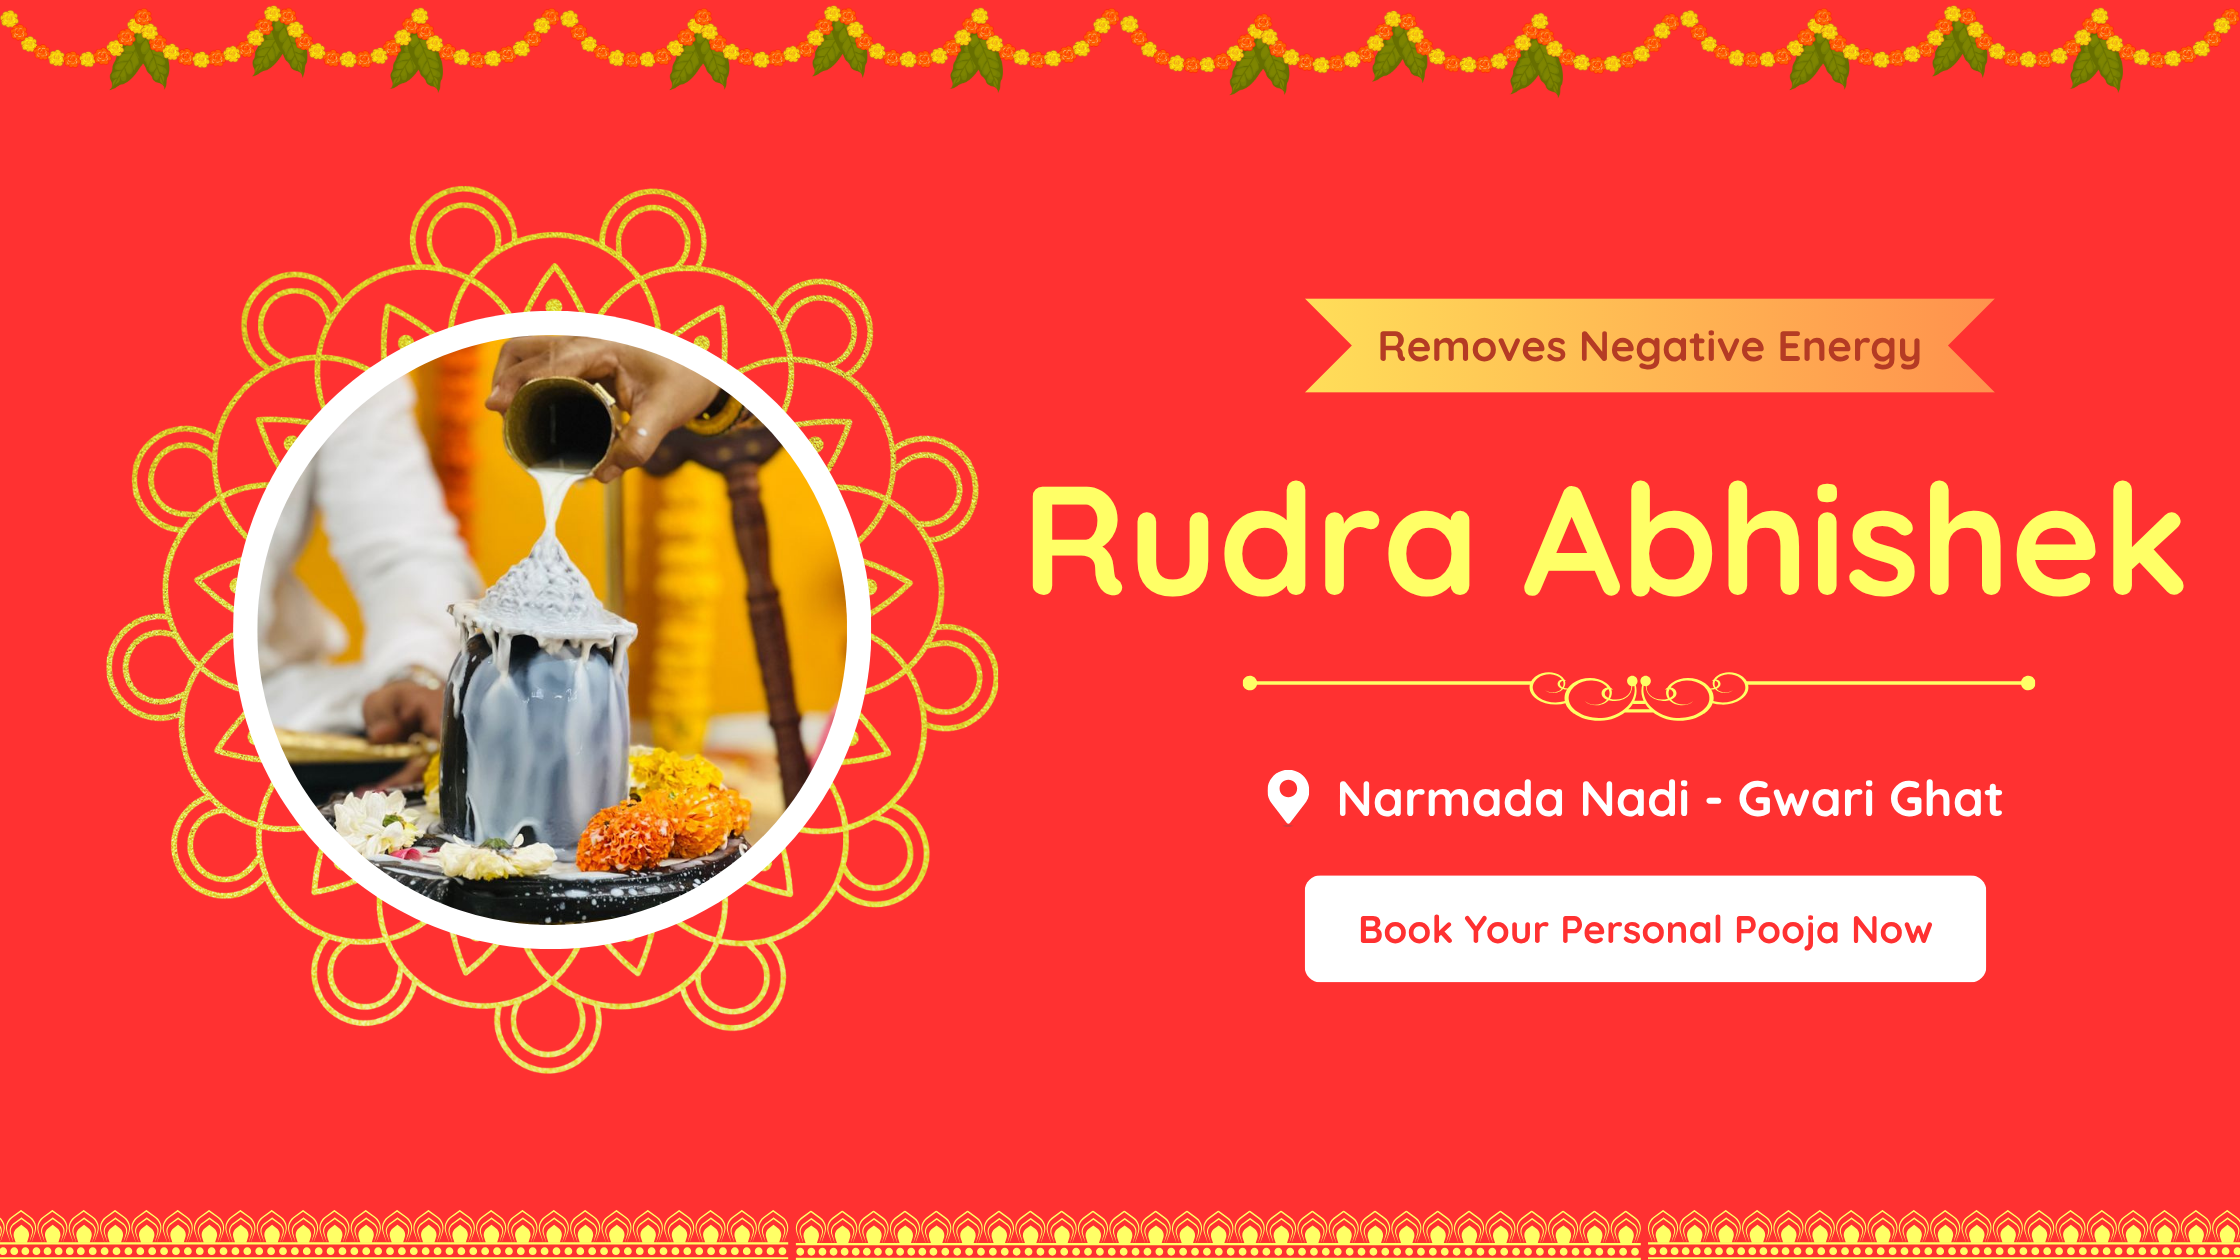 Removes Negative Energy
Rudra Abhishek
Narmada Nadi - Gwari Ghat
Book Your Personal Pooja Now